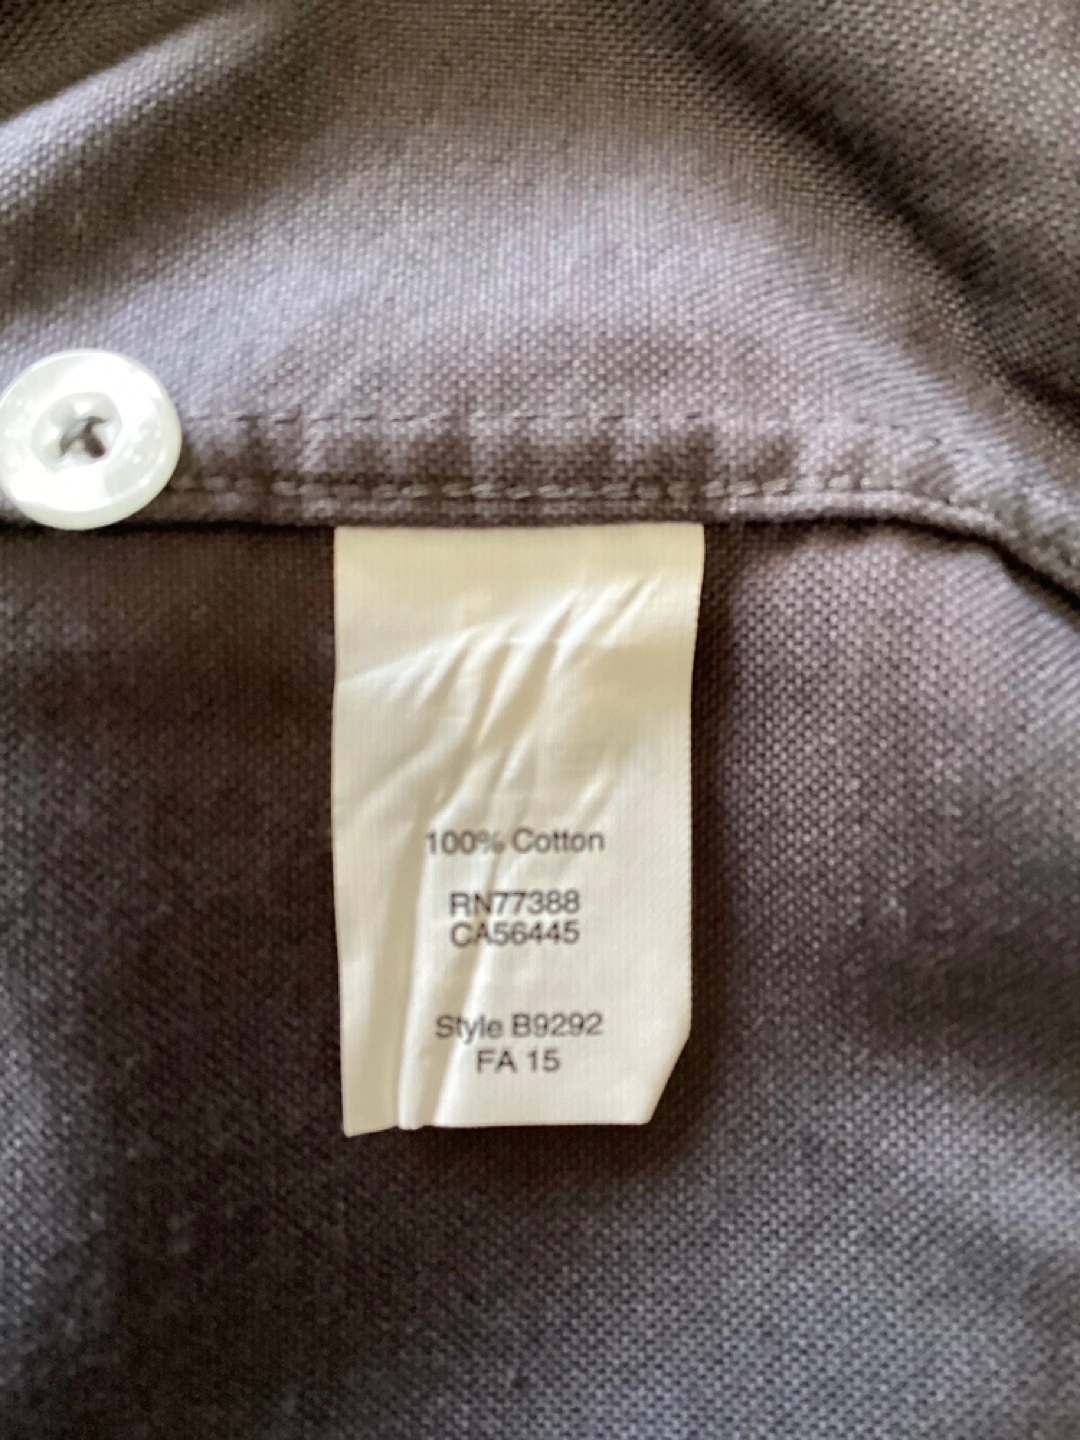 100% Cotton
RN77388
CA56445
Style B9292
FA 15